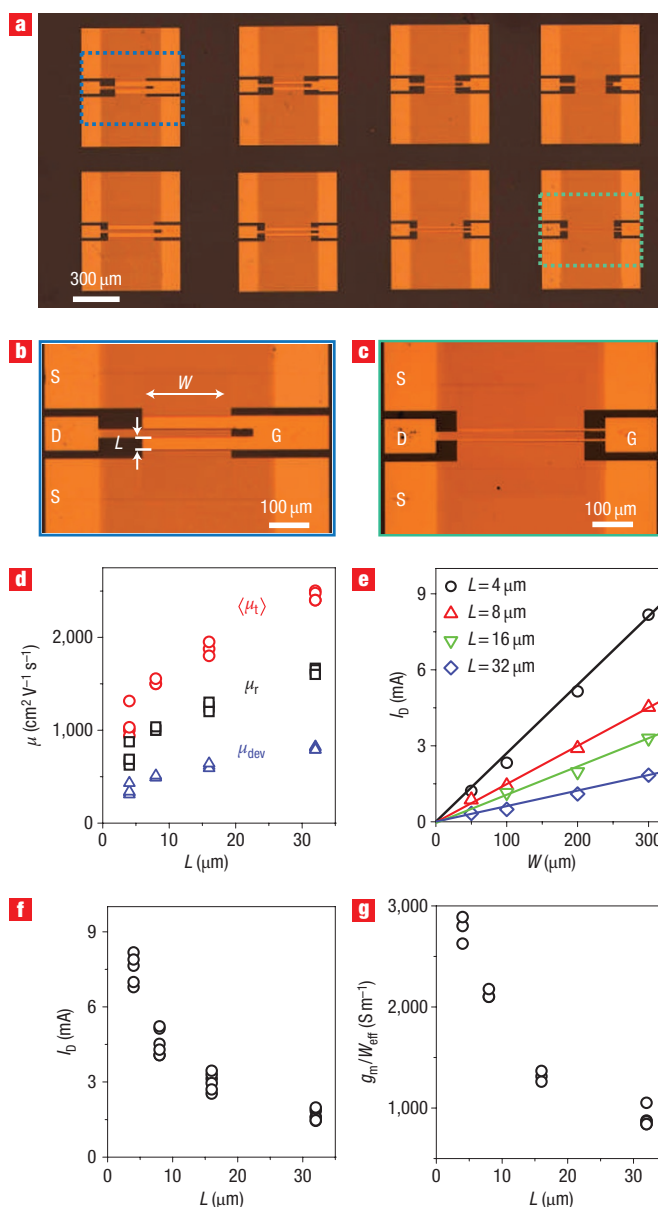 a
300 μm
b
S
W
D
L
G
S
100 μm
c
S
D
G
S
100 μm
d
μ (cm² V⁻¹ s⁻¹)
2,000
1,000
0
⟨μt⟩
μr
μdev
0 10 20 30
L (μm)
e
I_D (mA)
9
6
3
0
L = 4 μm
L = 8 μm
L = 16 μm
L = 32 μm
0 100 200 300
W (μm)
f
I_D (mA)
9
6
3
0
0 10 20 30
L (μm)
g
g_m/W_eff (S m⁻¹)
3,000
2,000
1,000
0 10 20 30
L (μm)